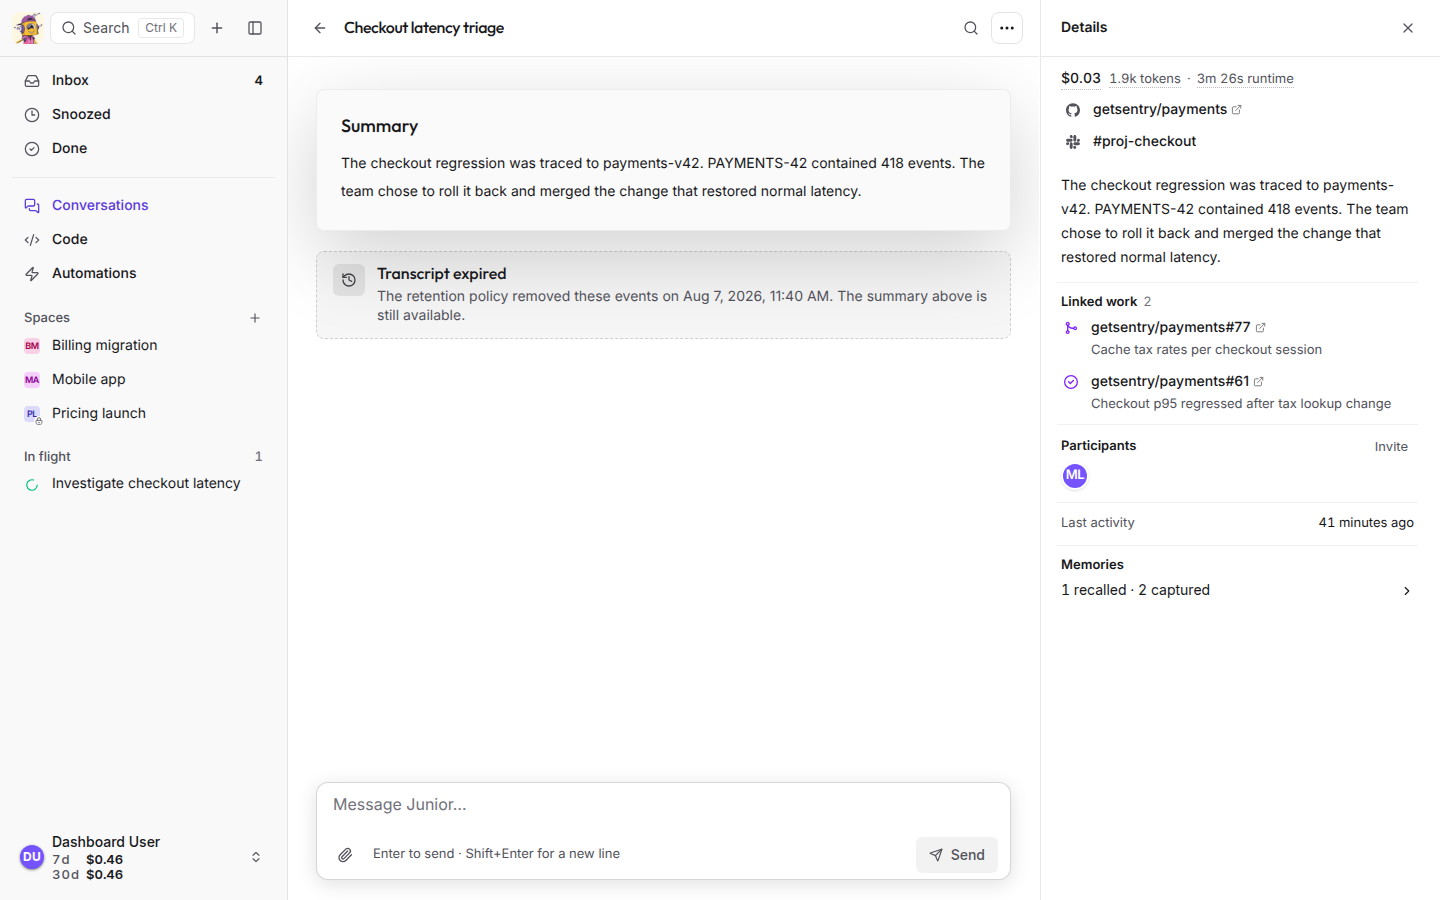 Search Ctrl K
Inbox 4
Snoozed
Done
Conversations
Code
Automations
Spaces
BM Billing migration
MA Mobile app
PL Pricing launch
In flight 1
Investigate checkout latency
DU Dashboard User
7d $0.46
30d $0.46
Checkout latency triage
Summary
The checkout regression was traced to payments-v42. PAYMENTS-42 contained 418 events. The
team chose to roll it back and merged the change that restored normal latency.
Transcript expired
The retention policy removed these events on Aug 7, 2026, 11:40 AM. The summary above is
still available.
Message Junior...
Enter to send · Shift+Enter for a new line
Send
Details
$0.03 1.9k tokens · 3m 26s runtime
getsentry/payments
#proj-checkout
The checkout regression was traced to payments-
v42. PAYMENTS-42 contained 418 events. The team
chose to roll it back and merged the change that
restored normal latency.
Linked work 2
getsentry/payments#77
Cache tax rates per checkout session
getsentry/payments#61
Checkout p95 regressed after tax lookup change
Participants Invite
ML
Last activity 41 minutes ago
Memories
1 recalled · 2 captured